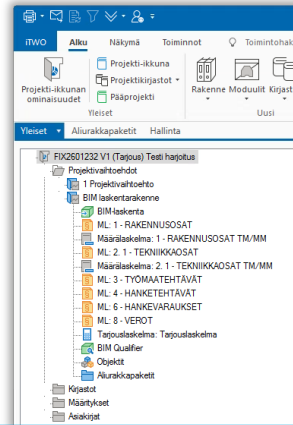 iTWO Alku Näkymä Toiminnot Timintohak
Projekti-ikkunan ominaisuudet
Projekti-ikkuna
Projektikirjastot
Pääprojekti
Rakenne Moduulit Kirjast
Yleiset Uusi
Yleiset Aliurakkapaketit Hallinta
FIX2601232 V1 (Tarjous) Testi harjoitus
Projektivaihtoehdot
1 Projektivaihtoehto
BIM laskentarakenne
BIM-laskenta
ML: 1 - RAKENNUSOSAT
Määrälaskelma: 1 - RAKENNUSOSAT TM/MM
ML: 2. 1 - TEKNIIKKAOSAT
Määrälaskelma: 2. 1 - TEKNIIKKAOSAT TM/MM
ML: 3 - TYÖMAATEHTÄVÄT
ML: 4 - HANKETEHTÄVÄT
ML: 6 - HANKEVARAUKSET
ML: 8 - VEROT
Tarjouslaskelma: Tarjouslaskelma
BIM Qualifier
Objektit
Aliurakkapaketit
Kirjastot
Määritykset
Asiakirjat